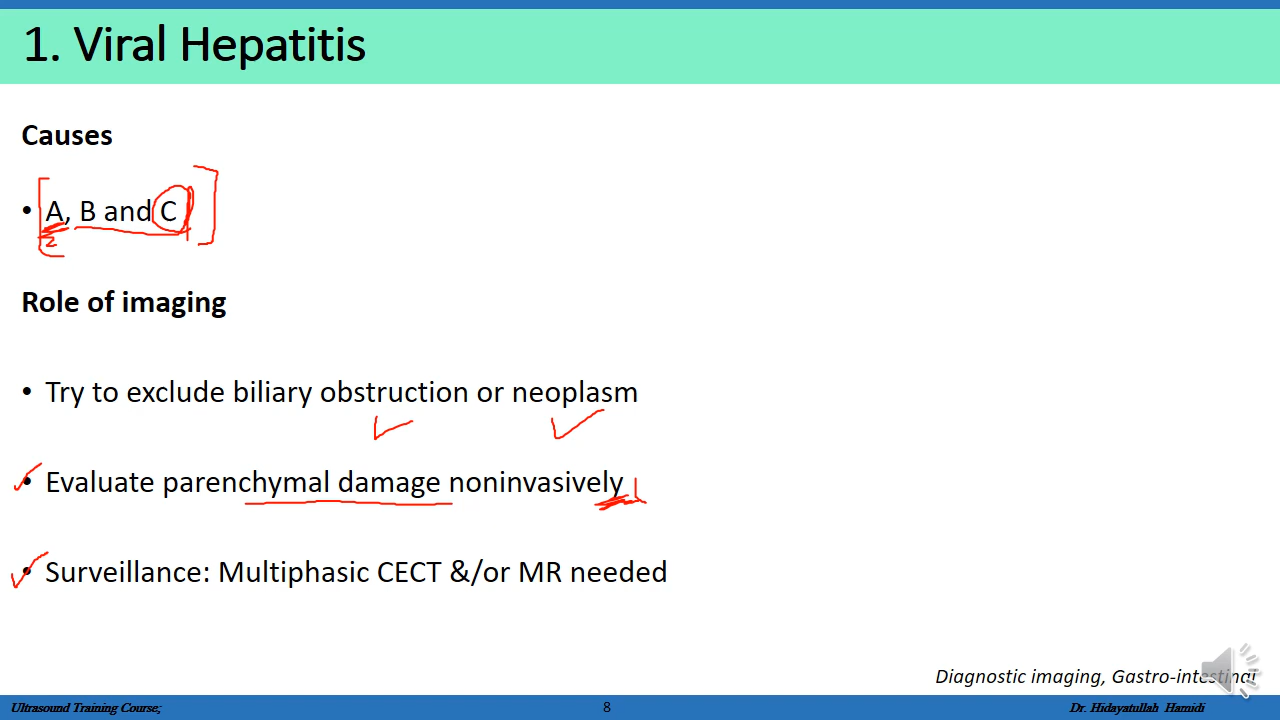 1. Viral Hepatitis
Causes
• A, B and C
Role of imaging
• Try to exclude biliary obstruction or neoplasm
• Evaluate parenchymal damage noninvasively
• Surveillance: Multiphasic CECT &/or MR needed
Diagnostic imaging, Gastro-intestinal
Ultrasound Training Course;
8
Dr. Hidayatullah Hamidi